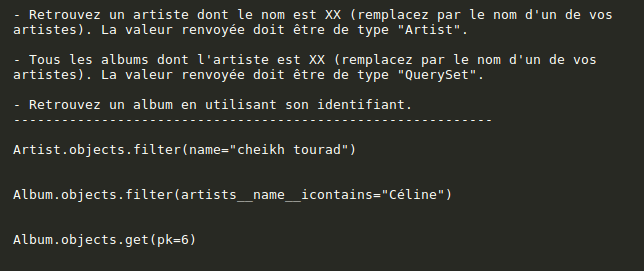 - Retrouvez un artiste dont le nom est XX (remplacez par le nom d'un de vos
artistes). La valeur renvoyée doit être de type "Artist".
- Tous les albums dont l'artiste est XX (remplacez par le nom d'un de vos
artistes). La valeur renvoyée doit être de type "QuerySet".
- Retrouvez un album en utilisant son identifiant.
------------------------------------------------------------
Artist.objects.filter(name="cheikh tourad")
Album.objects.filter(artists__name__icontains="Céline")
Album.objects.get(pk=6)